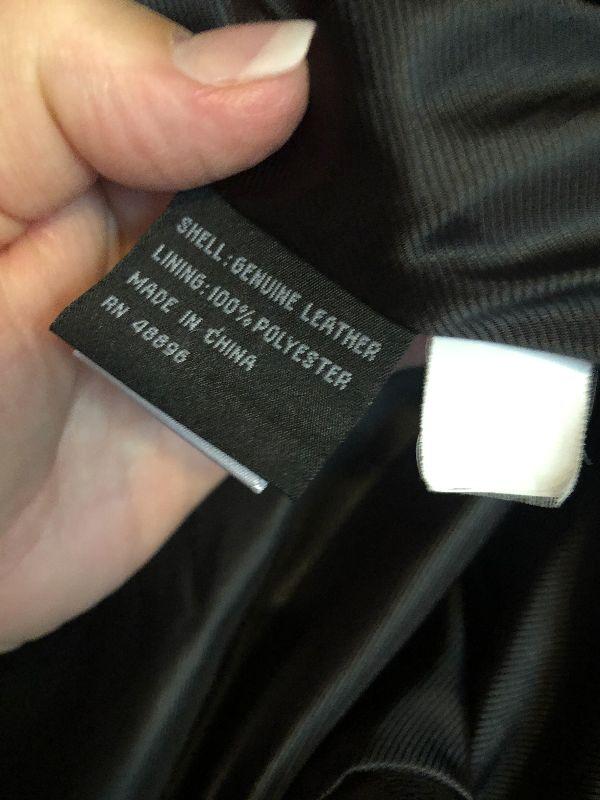 SHELL:GENUINE LEATHER
LINING:100% POLYESTER
MADE IN CHINA
RN 48896